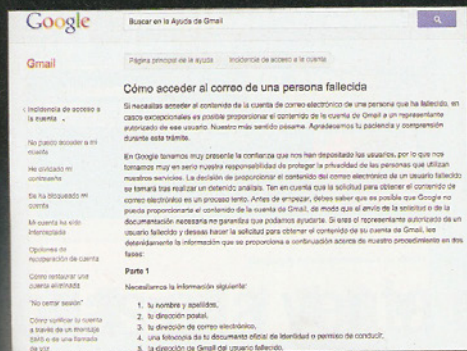 Google
Buscar en la Ayuda de Gmail
Gmail
Página principal de la ayuda
Incidencia de acceso a la cuenta
‹ Incidencia de acceso a
la cuenta
No puedo acceder a mi
cuenta
He olvidado mi
contraseña
Se ha bloqueado mi
cuenta
Mi cuenta ha sido
interceptada
Opciones de
recuperación de cuenta
Cómo restaurar una
cuenta eliminada
"No cerrar sesión"
Cómo verificar tu cuenta
a través de un mensaje
SMS o de una llamada
de voz
Cómo acceder al correo de una persona fallecida
Si necesitas acceder al contenido de la cuenta de correo electrónico de una persona que ha fallecido, en
casos excepcionales es posible proporcionar el contenido de la cuenta de Gmail a un representante
autorizado de ese usuario. Nuestro más sentido pésame. Agradecemos tu paciencia y comprensión
durante este trámite.
En Google tenemos muy presente la confianza que nos han depositado los usuarios, por lo que nos
tomamos muy en serio nuestra responsabilidad de proteger la privacidad de las personas que utilizan
nuestros servicios. La decisión de proporcionar el contenido del correo electrónico de un usuario fallecido
se tomará tras realizar un detenido análisis. Ten en cuenta que la solicitud para obtener el contenido de
correo electrónico es un proceso lento. Antes de empezar, debes saber que es posible que Google no
pueda proporcionarte el contenido de la cuenta de Gmail, de modo que el envío de la solicitud o de la
documentación necesaria no garantiza que podamos ayudarte. Si eres el representante autorizado de un
usuario fallecido y deseas hacer la solicitud para obtener el contenido de su cuenta de Gmail, lee
detenidamente la información que se proporciona a continuación acerca de nuestro procedimiento en dos
fases:
Parte 1
Necesitamos la información siguiente:
1. tu nombre y apellidos,
2. tu dirección postal,
3. tu dirección de correo electrónico,
4. una fotocopia de tu documento oficial de identidad o permiso de conducir,
5. la dirección de Gmail del usuario fallecido,